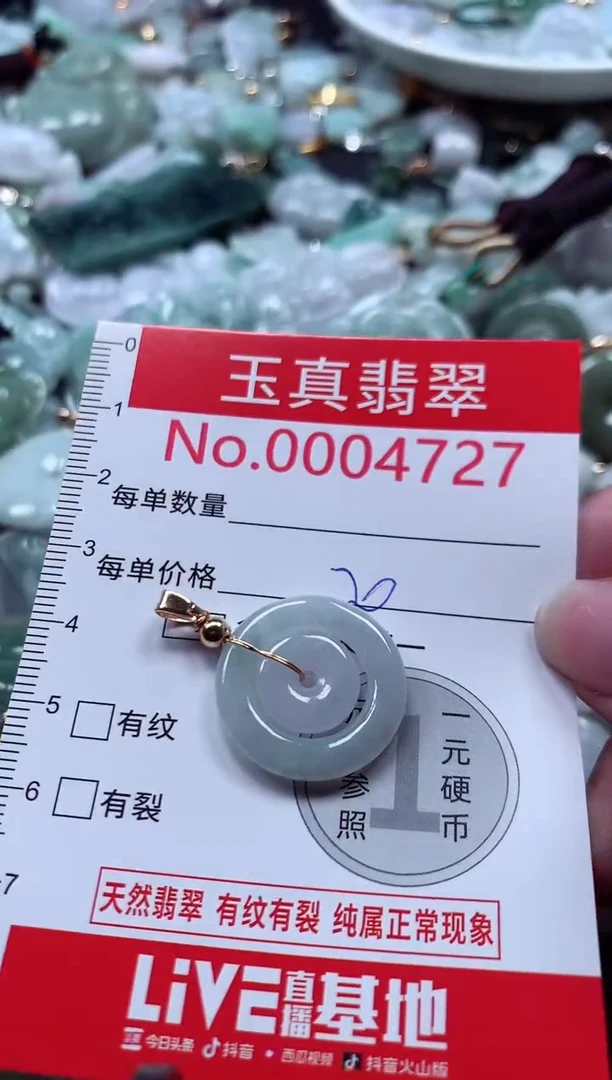 玉真翡翠
No.0004727
0
1
2
每单数量
3
每单价格 20
4
5
有纹
6
有裂
7
一元硬币
1
参照
天然翡翠 有纹有裂 纯属正常现象
LiVE直播基地
今日头条 抖音 西瓜视频 抖音火山版